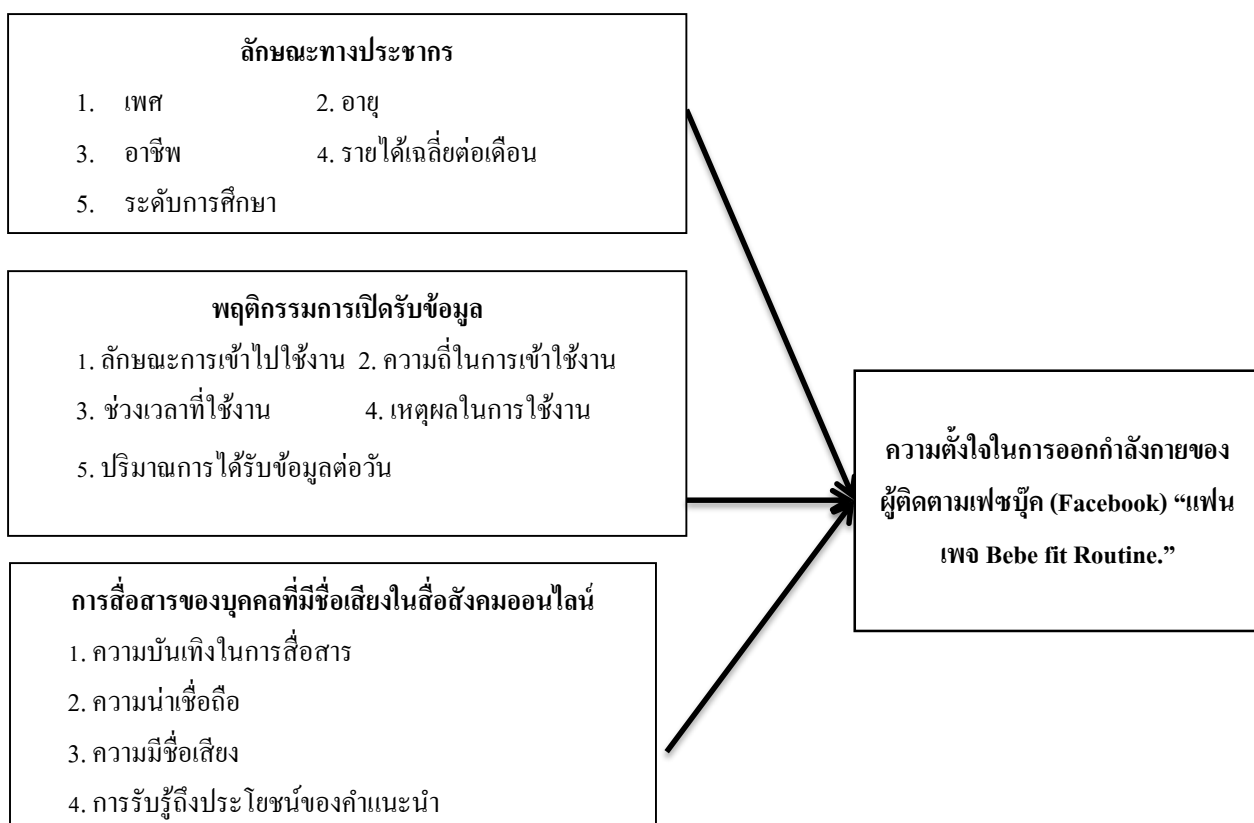 ลักษณะทางประชากร
1. เพศ 2. อายุ
3. อาชีพ 4. รายได้เฉลี่ยต่อเดือน
5. ระดับการศึกษา
พฤติกรรมการเปิดรับข้อมูล
1. ลักษณะการเข้าไปใช้งาน 2. ความถี่ในการเข้าใช้งาน
3. ช่วงเวลาที่ใช้งาน 4. เหตุผลในการใช้งาน
5. ปริมาณการได้รับข้อมูลต่อวัน
การสื่อสารของบุคคลที่มีชื่อเสียงในสื่อสังคมออนไลน์
1. ความบันเทิงในการสื่อสาร
2. ความน่าเชื่อถือ
3. ความมีชื่อเสียง
4. การรับรู้ถึงประโยชน์ของคำแนะนำ
ความตั้งใจในการออกกำลังกายของ
ผู้ติดตามเฟซบุ๊ค (Facebook) “แฟน
เพจ Bebe fit Routine.”